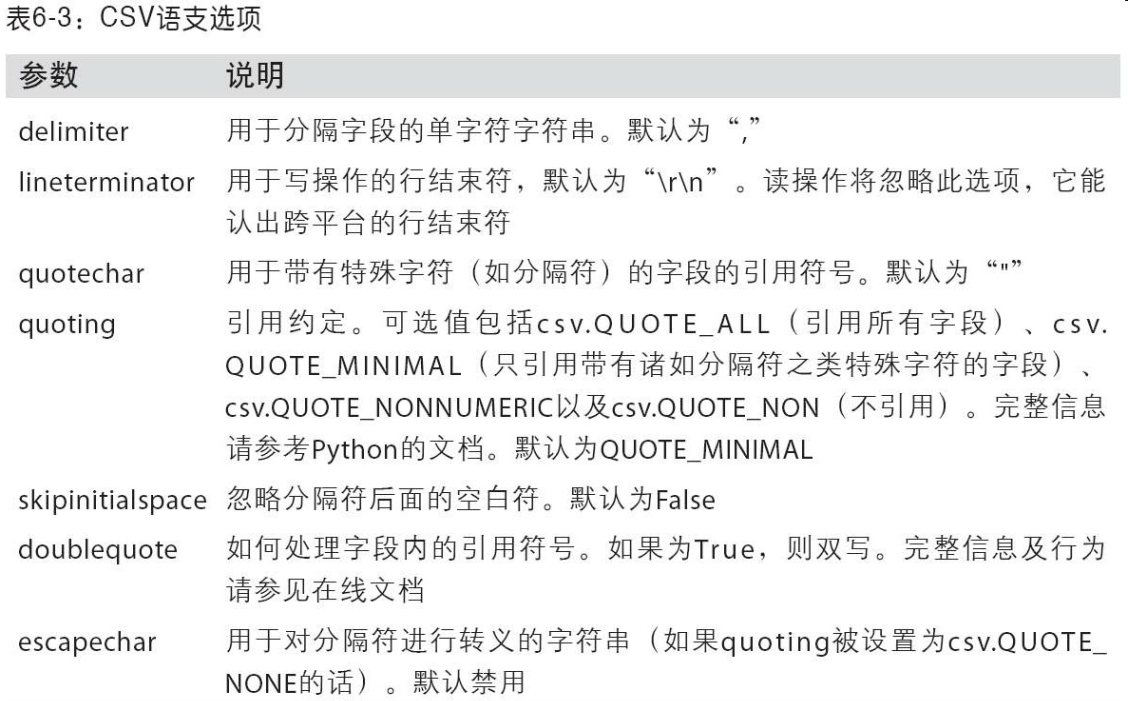 表6-3：CSV语支选项
参数 说明
delimiter 用于分隔字段的单字符字符串。默认为“,”
lineterminator 用于写操作的行结束符，默认为“\r\n”。读操作将忽略此选项，它能
认出跨平台的行结束符
quotechar 用于带有特殊字符（如分隔符）的字段的引用符号。默认为“"”
quoting 引用约定。可选值包括csv.QUOTE_ALL（引用所有字段）、csv.
QUOTE_MINIMAL（只引用带有诸如分隔符之类特殊字符的字段）、
csv.QUOTE_NONNUMERIC以及csv.QUOTE_NON（不引用）。完整信息
请参考Python的文档。默认为QUOTE_MINIMAL
skipinitialspace 忽略分隔符后面的空白符。默认为False
doublequote 如何处理字段内的引用符号。如果为True，则双写。完整信息及行为
请参见在线文档
escapechar 用于对分隔符进行转义的字符串（如果quoting被设置为csv.QUOTE_
NONE的话）。默认禁用